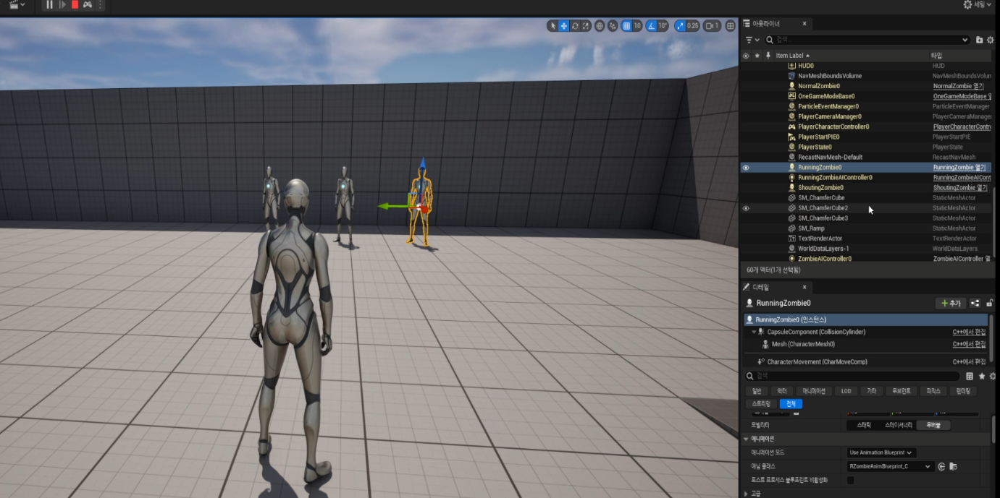 세팅
10
10°
0.25
1
아웃라이너
검색...
Item Label
타입
HUD0 HUD
NavMeshBoundsVolume NavMeshBoundsVolun
NormalZombie0 NormalZombie 열기
OneGameModeBase0 OneGameModeBase 열
ParticleEventManager0 ParticleEventManager
PlayerCameraManager0 PlayerCameraManager
PlayerCharacterController0 PlayerCharacterContr
PlayerStartPIE0 PlayerStartPIE
PlayerState0 PlayerState
RecastNavMesh-Default RecastNavMesh
RunningZombie0 RunningZombie 열기
RunningZombieAIController0 RunningZombieAICont
ShoutingZombie0 ShoutingZombie 열기
SM_ChamferCube StaticMeshActor
SM_ChamferCube2 StaticMeshActor
SM_ChamferCube3 StaticMeshActor
SM_Ramp StaticMeshActor
TextRenderActor TextRenderActor
WorldDataLayers-1 WorldDataLayers
ZombieAIController0 ZombieAIController 열
60개 액터(1개 선택됨)
디테일
RunningZombie0
추가
RunningZombie0 (인스턴스)
CapsuleComponent (CollisionCylinder) C++에서 편집
Mesh (CharacterMesh0) C++에서 편집
CharacterMovement (CharMoveComp) C++에서 편집
검색
일반 액터 애니메이션 LOD 기타 무브먼트 피직스 렌더링
스트리밍 전체
모빌리티 스태틱 스테이셔너리 무버블
애니메이션
애니메이션 모드 Use Animation Blueprint
애님 클래스 RZombieAnimBlueprint_C
포스트 프로세스 블루프린트 비활성화
고급